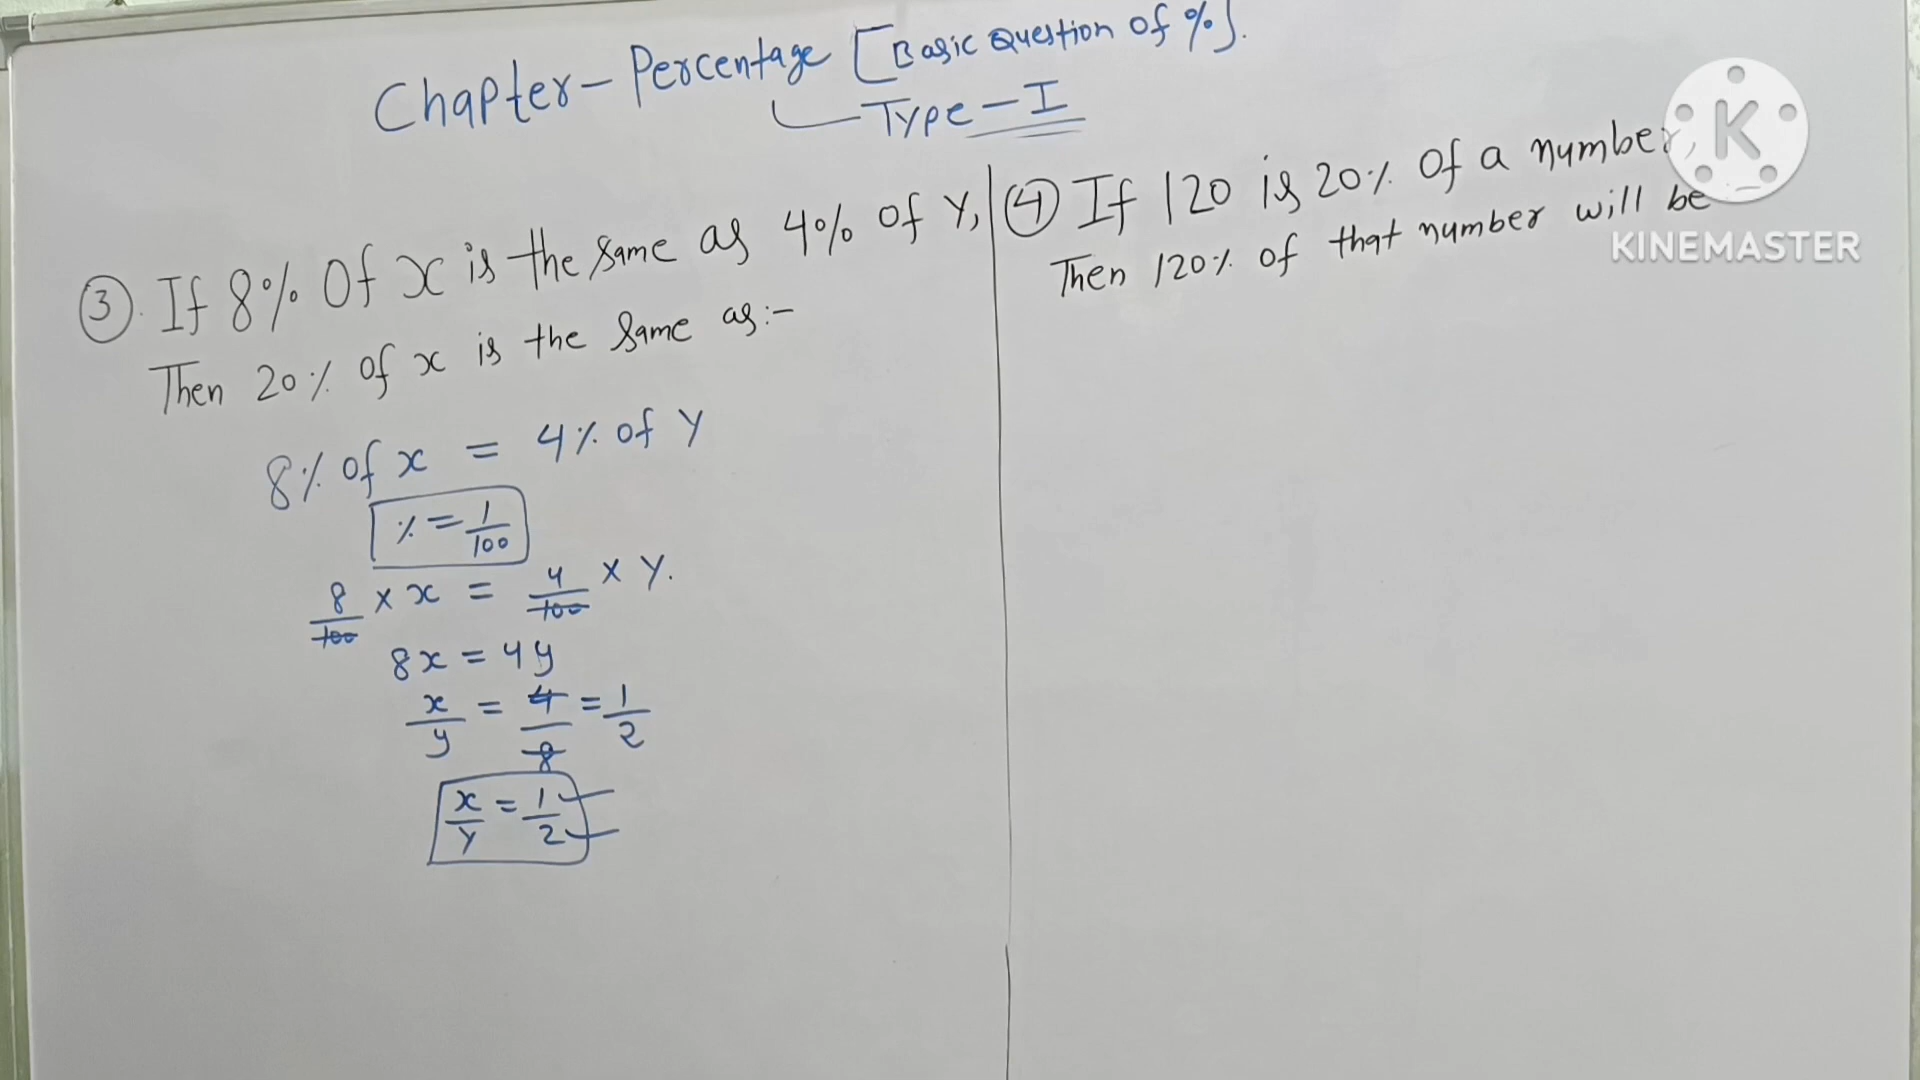 Chapter - Percentage [Basic Question of %].
Type - I
③. If 8% Of x is the same as 4% of Y,
Then 20% of x is the same as :-
8% of x = 4% of Y
% = 1/100
8/100 × x = 4/100 × Y.
8x = 4y
x/y = 4/8 = 1/2
x/Y = 1/2
④ If 120 is 20% Of a number,
Then 120% of that number will be
K
KINEMASTER